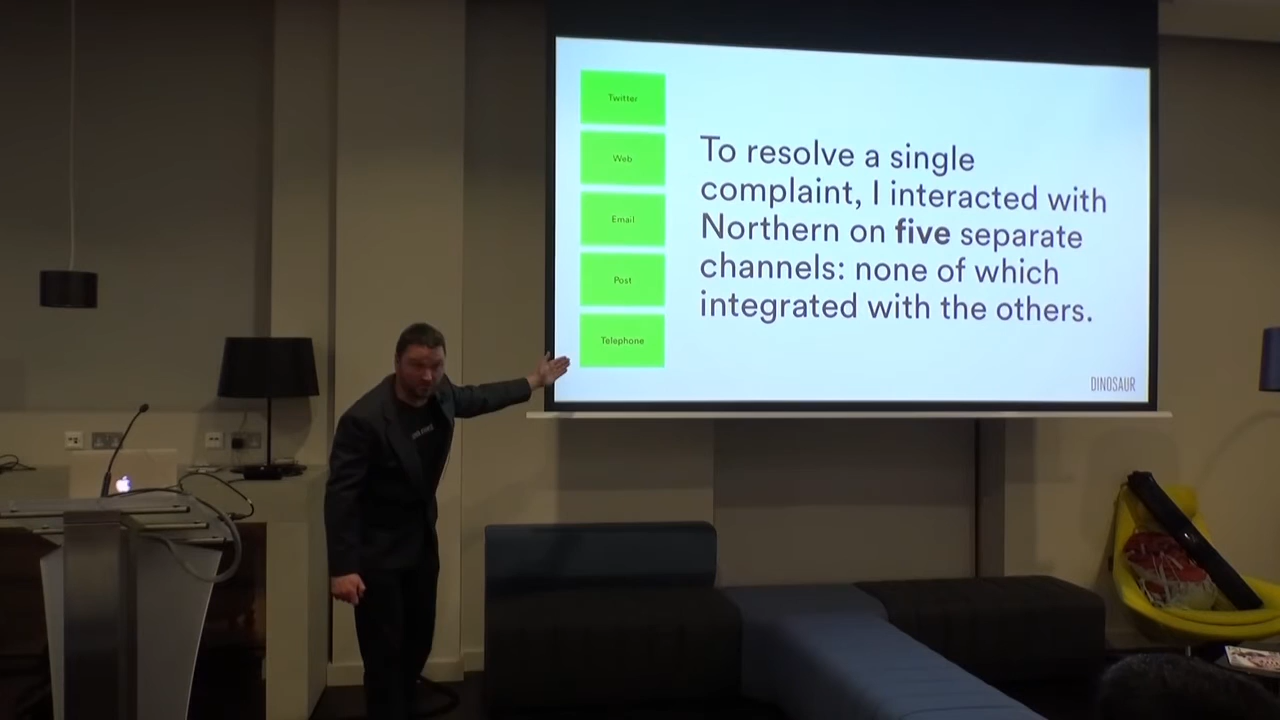 Twitter
Web
Email
Post
Telephone
To resolve a single
complaint, I interacted with
Northern on five separate
channels: none of which
integrated with the others.
DINOSAUR